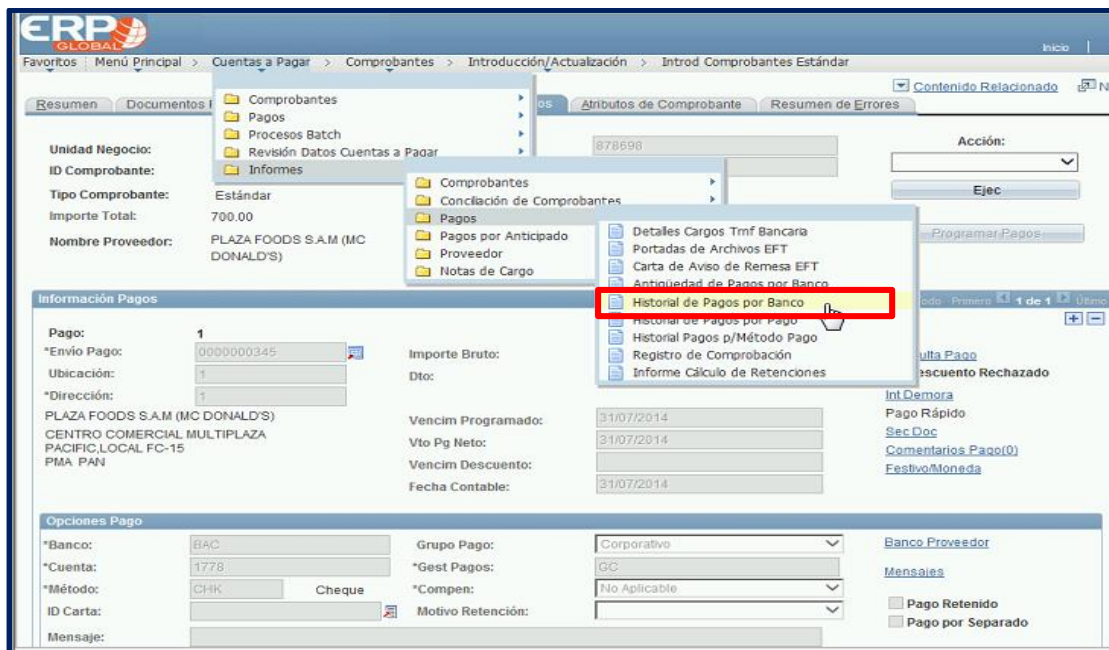 ERP
GLOBAL
Inicio
Favoritos Menú Principal > Cuentas a Pagar > Comprobantes > Introducción/Actualización > Introd Comprobantes Estándar
Contenido Relacionado N
Resumen Documentos os Atributos de Comprobante Resumen de Errores
Comprobantes
Pagos
Procesos Batch
Revisión Datos Cuentas a Pagar
Informes
Comprobantes
Conciliación de Comprobantes
Pagos
Pagos por Anticipado
Proveedor
Notas de Cargo
Detalles Cargos Trnf Bancaria
Portadas de Archivos EFT
Carta de Aviso de Remesa EFT
Antigüedad de Pagos por Banco
Historial de Pagos por Banco
Historial de Pagos por Pago
Historial Pagos p/Método Pago
Registro de Comprobación
Informe Cálculo de Retenciones
Unidad Negocio: 878698
ID Comprobante:
Tipo Comprobante: Estándar
Importe Total: 700.00
Nombre Proveedor: PLAZA FOODS S.A.M (MC
DONALD'S)
Acción:
Ejec
Programar Pagos
Información Pagos Primero 1 de 1 Último
Pago: 1
*Envío Pago: 0000000345 Importe Bruto:
Ubicación: 1 Dto:
*Dirección: 1
PLAZA FOODS S.A.M (MC DONALD'S)
CENTRO COMERCIAL MULTIPLAZA
PACIFIC,LOCAL FC-15
PMA PAN
Vencim Programado: 31/07/2014
Vto Pg Neto: 31/07/2014
Vencim Descuento:
Fecha Contable: 31/07/2014
ulta Pago
escuento Rechazado
Int Demora
Pago Rápido
Sec Doc
Comentarios Pago(0)
Festivo/Moneda
Opciones Pago
*Banco: BAC Grupo Pago: Corporativo Banco Proveedor
*Cuenta: 1778 *Gest Pagos: GC Mensajes
*Método: CHK Cheque *Compen: No Aplicable
ID Carta: Motivo Retención: Pago Retenido
Pago por Separado
Mensaje: